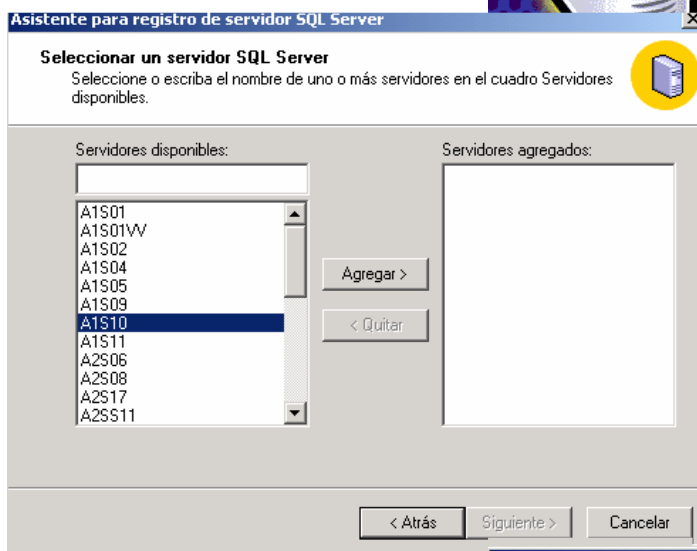 Asistente para registro de servidor SQL Server
Seleccionar un servidor SQL Server
Seleccione o escriba el nombre de uno o más servidores en el cuadro Servidores
disponibles.
Servidores disponibles:
Servidores agregados:
A1S01
A1S01VV
A1S02
A1S04
A1S05
A1S09
A1S10
A1S11
A2S06
A2S08
A2S17
A2SS11
Agregar >
< Quitar
< Atrás
Siguiente >
Cancelar